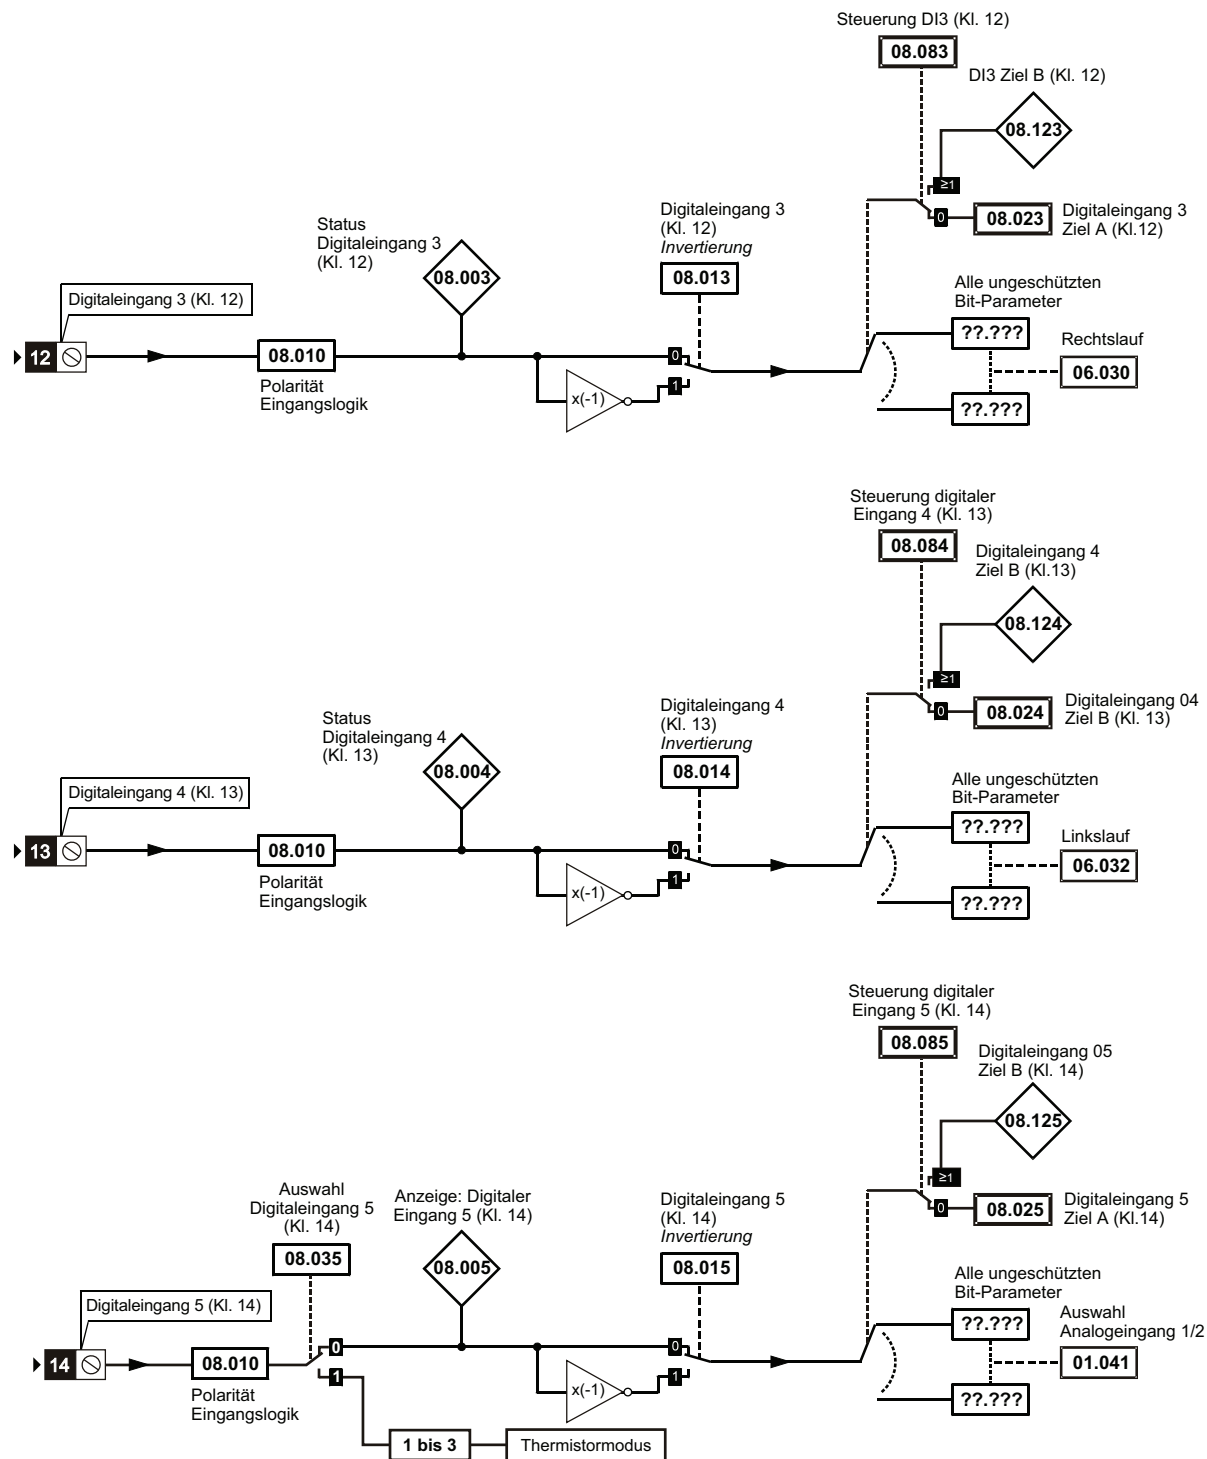 Steuerung DI3 (Kl. 12)
08.083
DI3 Ziel B (Kl. 12)
08.123
≥1
0
08.023
Digitaleingang 3
Ziel A (Kl.12)
Status
Digitaleingang 3
(Kl. 12)
08.003
Digitaleingang 3
(Kl. 12)
Invertierung
08.013
Digitaleingang 3 (Kl. 12)
12
08.010
Polarität
Eingangslogik
x(-1)
0
1
Alle ungeschützten
Bit-Parameter
??.???
Rechtslauf
06.030
??.???
Steuerung digitaler
Eingang 4 (Kl. 13)
08.084
Digitaleingang 4
Ziel B (Kl.13)
08.124
≥1
0
08.024
Digitaleingang 04
Ziel B (Kl. 13)
Status
Digitaleingang 4
(Kl. 13)
08.004
Digitaleingang 4
(Kl. 13)
Invertierung
08.014
Digitaleingang 4 (Kl. 13)
13
08.010
Polarität
Eingangslogik
x(-1)
0
1
Alle ungeschützten
Bit-Parameter
??.???
Linkslauf
06.032
??.???
Steuerung digitaler
Eingang 5 (Kl. 14)
08.085
Digitaleingang 05
Ziel B (Kl. 14)
08.125
≥1
0
08.025
Digitaleingang 5
Ziel A (Kl.14)
Auswahl
Digitaleingang 5
(Kl. 14)
08.035
Anzeige: Digitaler
Eingang 5 (Kl. 14)
08.005
Digitaleingang 5
(Kl. 14)
Invertierung
08.015
Digitaleingang 5 (Kl. 14)
14
08.010
Polarität
Eingangslogik
0
1
x(-1)
0
1
Alle ungeschützten
Bit-Parameter
??.???
Auswahl
Analogeingang 1/2
01.041
??.???
1 bis 3
Thermistormodus